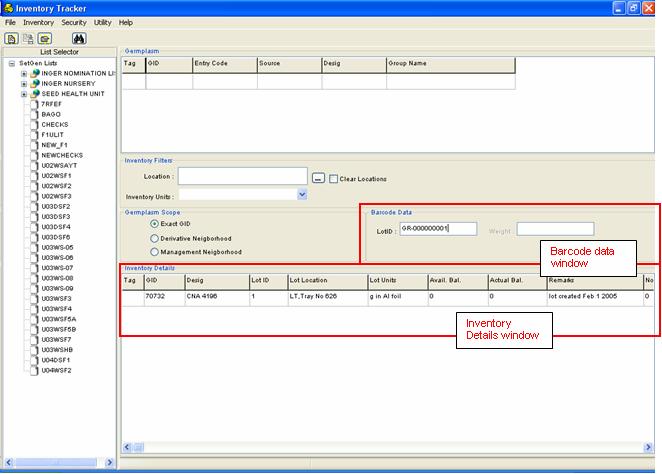 Inventory Tracker
File Inventory Security Utility Help
List Selector
SetGen Lists
INGER NOMINATION LI
INGER NURSERY
SEED HEALTH UNIT
7RFEF
BAGO
CHECKS
F1ULIT
NEW_F1
NEWCHECKS
U02WSAYT
U02WSF1
U02WSF2
U02WSF3
U03DSF2
U03DSF3
U03DSF4
U03DSF5
U03WS-05
U03WS-06
U03WS-07
U03WS-08
U03WS-09
U03WSF3
U03WSF4
U03WSF5A
U03WSF5B
U03WSF7
U03WSHB
U04DSF1
U04WSF2
Germplasm
Tag GID Entry Code Source Desig Group Name
Inventory Filters
Location :
... Clear Locations
Inventory Units :
Germplasm Scope
Exact GID
Derivative Neigborhood
Management Neigborhood
Barcode Data
LotID : GR-000000001 Weight :
Barcode data
window
Inventory Details
Tag GID Desig Lot ID Lot Location Lot Units Avail. Bal. Actual Bal. Remarks No
70732 CNA 4196 1 LT,Tray No 626 g in Al foil 0 0 lot created Feb 1 2005 0
Inventory
Details window